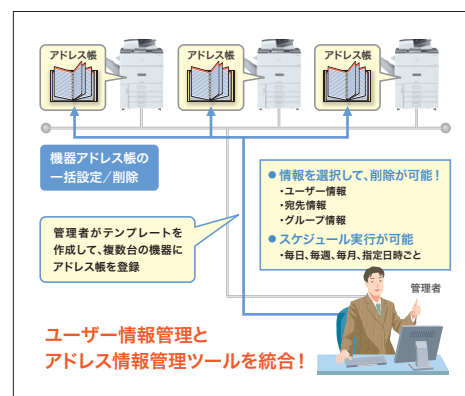 アドレス帳
アドレス帳
アドレス帳
機器アドレス帳の
一括設定/削除
●情報を選択して、削除が可能！
・ユーザー情報
・宛先情報
・グループ情報
●スケジュール実行が可能
・毎日、毎週、毎月、指定日時ごと
管理者がテンプレートを
作成して、複数台の機器に
アドレス帳を登録
管理者
ユーザー情報管理と
アドレス情報管理ツールを統合！